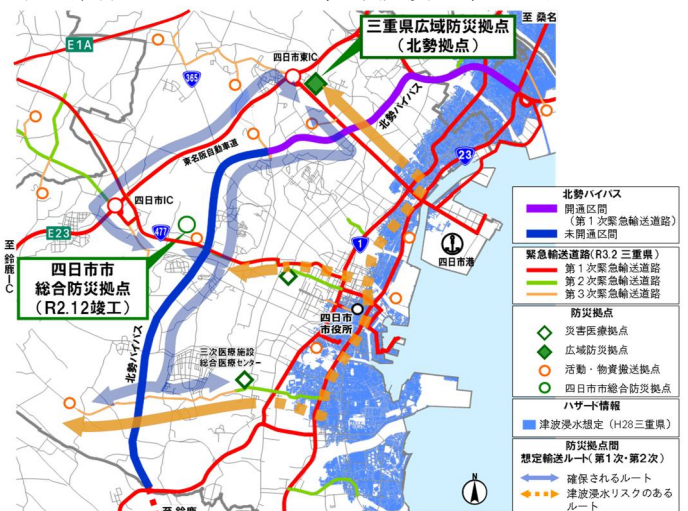 至 桑名
三重県広域防災拠点
（北勢拠点）
E1A
四日市東IC
365
北勢バイパス
東名阪自動車道
23
四日市IC
477
E23
1
四日市港
至 鈴鹿IC
四日市市
総合防災拠点
（R2.12竣工）
四日市
市役所
北勢バイパス
三次医療施設
総合医療センター
N
至 鈴鹿
北勢バイパス
開通区間
（第1次緊急輸送道路）
未開通区間
緊急輸送道路（R3.2 三重県）
第1次緊急輸送道路
第2次緊急輸送道路
第3次緊急輸送道路
防災拠点
災害医療拠点
広域防災拠点
活動・物資搬送拠点
四日市市総合防災拠点
ハザード情報
津波浸水想定（H28三重県）
防災拠点間
想定輸送ルート（第1次・第2次）
確保されるルート
津波浸水リスクのある
ルート